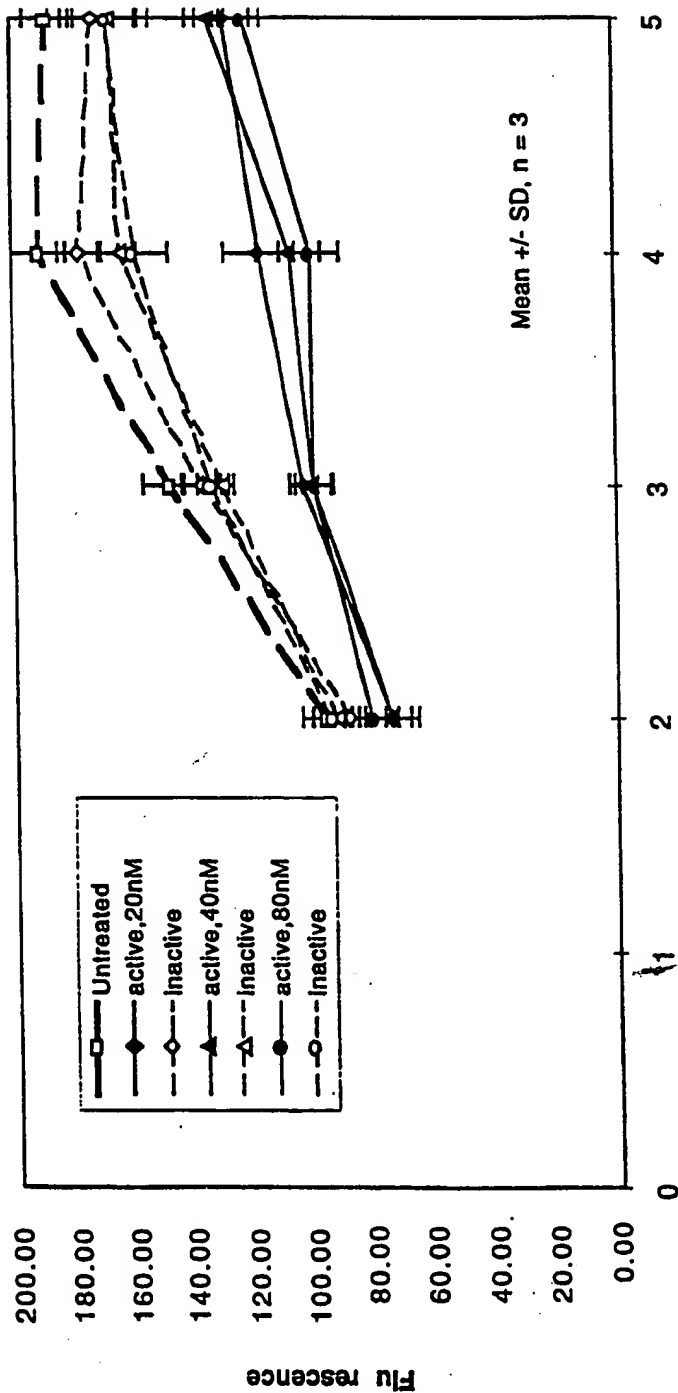 Flu rescence
200.00
180.00
160.00
140.00
120.00
100.00
80.00
60.00
40.00
20.00
0.00
0 1 2 3 4 5
Untreated
active,20nM
Inactive
active,40nM
Inactive
active,80nM
Inactive
Mean +/- SD, n = 3